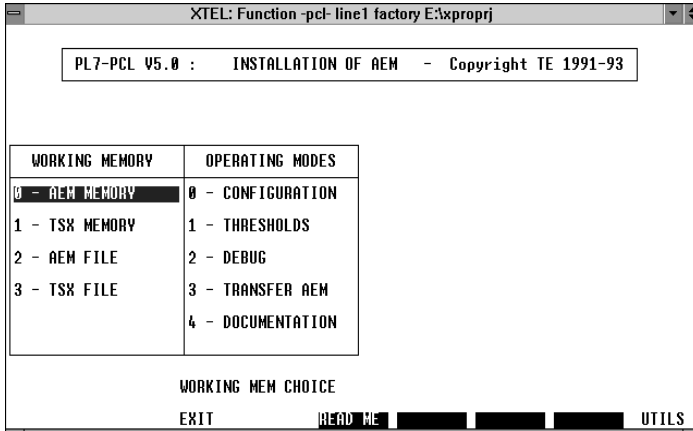 XTEL: Function -pcl- line1 factory E:\xproprj
PL7-PCL V5.0 : INSTALLATION OF AEM - Copyright TE 1991-93
WORKING MEMORY OPERATING MODES
0 - AEM MEMORY 0 - CONFIGURATION
1 - TSX MEMORY 1 - THRESHOLDS
2 - AEM FILE 2 - DEBUG
3 - TSX FILE 3 - TRANSFER AEM
4 - DOCUMENTATION
WORKING MEM CHOICE
EXIT READ ME UTILS